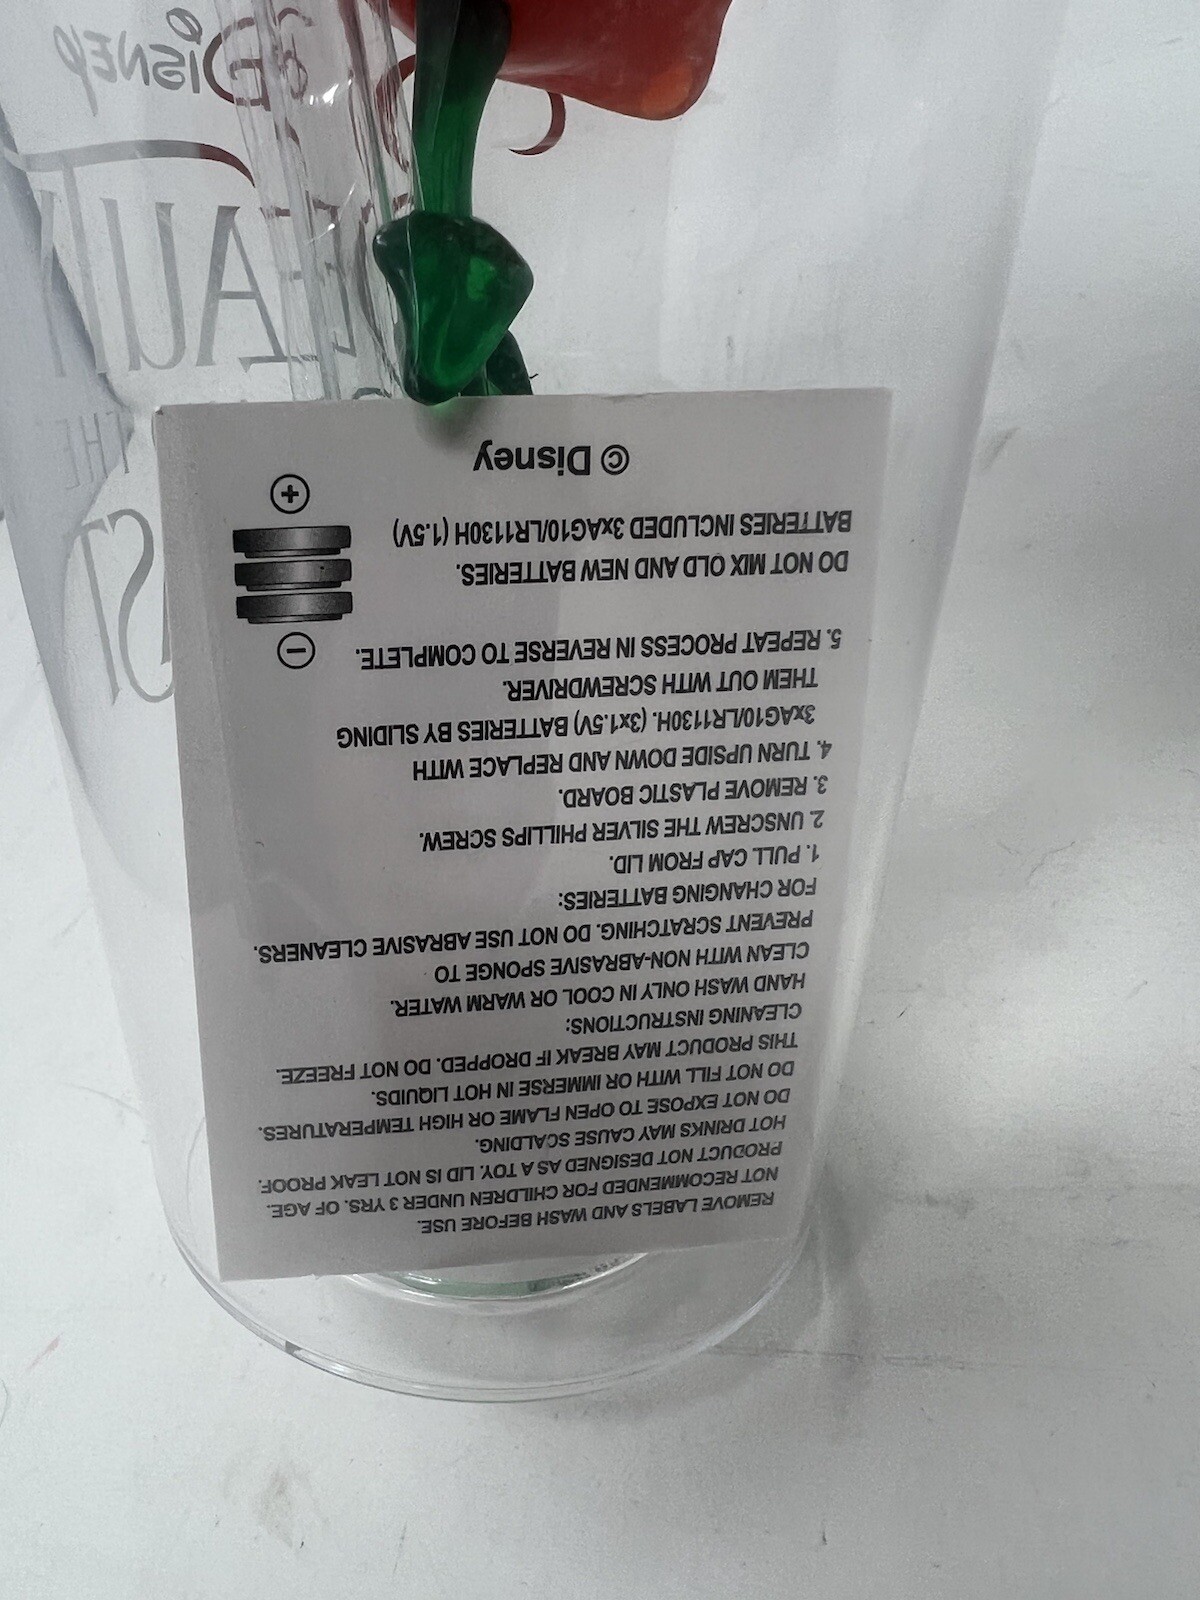 REMOVE LABELS AND WASH BEFORE USE.
NOT RECOMMENDED FOR CHILDREN UNDER 3 YRS. OF AGE.
PRODUCT NOT DESIGNED AS A TOY. LID IS NOT LEAK PROOF.
HOT DRINKS MAY CAUSE SCALDING.
DO NOT EXPOSE TO OPEN FLAME OR HIGH TEMPERATURES.
DO NOT FILL WITH OR IMMERSE IN HOT LIQUIDS.
THIS PRODUCT MAY BREAK IF DROPPED. DO NOT FREEZE.
CLEANING INSTRUCTIONS:
HAND WASH ONLY IN COOL OR WARM WATER.
CLEAN WITH NON-ABRASIVE SPONGE TO
PREVENT SCRATCHING. DO NOT USE ABRASIVE CLEANERS.
FOR CHANGING BATTERIES:
1. PULL CAP FROM LID.
2. UNSCREW THE SILVER PHILLIPS SCREW.
3. REMOVE PLASTIC BOARD.
4. TURN UPSIDE DOWN AND REPLACE WITH
3xAG10/LR1130H. (3x1.5V) BATTERIES BY SLIDING
THEM OUT WITH SCREWDRIVER.
5. REPEAT PROCESS IN REVERSE TO COMPLETE.
DO NOT MIX OLD AND NEW BATTERIES.
BATTERIES INCLUDED 3xAG10/LR1130H (1.5V)
− +
© Disney
Disney
THE